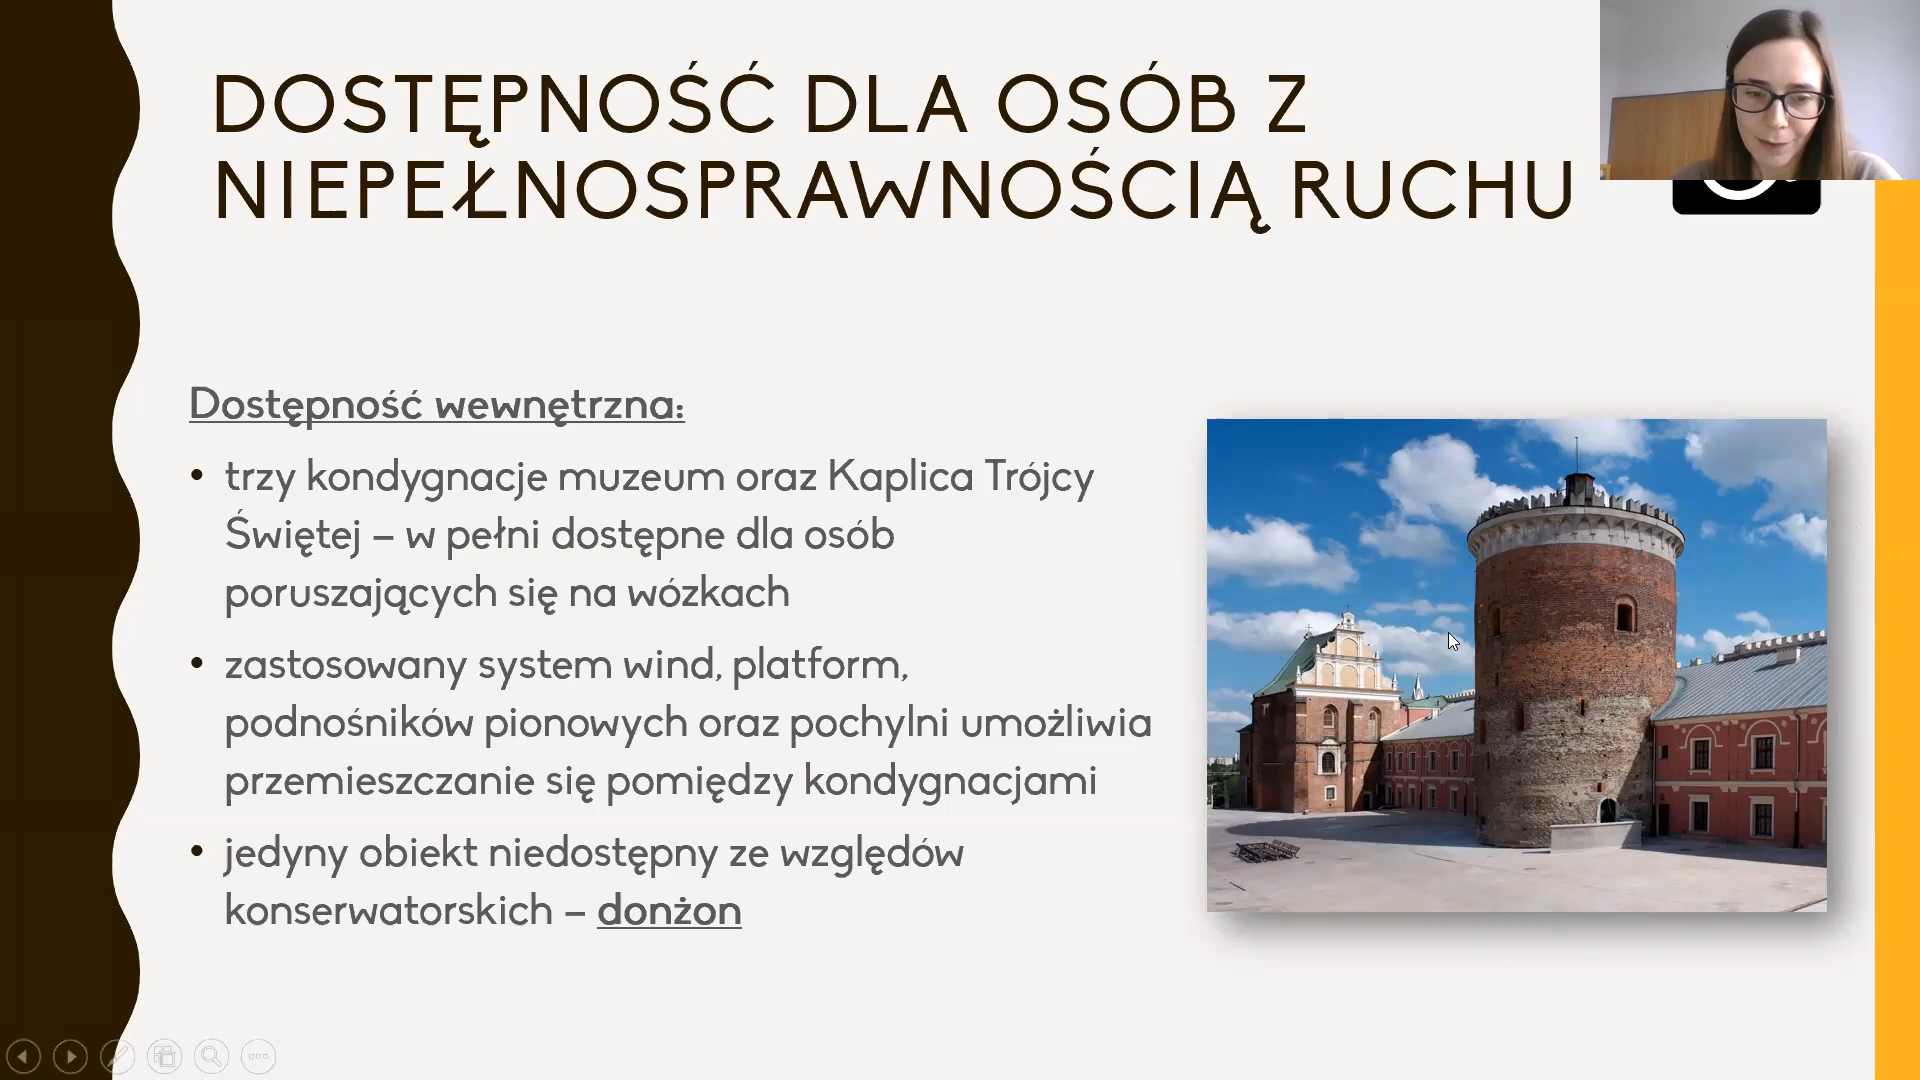 DOSTĘPNOŚĆ DLA OSÓB Z
NIEPEŁNOSPRAWNOŚCIĄ RUCHU
Dostępność wewnętrzna:
• trzy kondygnacje muzeum oraz Kaplica Trójcy
Świętej – w pełni dostępne dla osób
poruszających się na wózkach
• zastosowany system wind, platform,
podnośników pionowych oraz pochylni umożliwia
przemieszczanie się pomiędzy kondygnacjami
• jedyny obiekt niedostępny ze względów
konserwatorskich – donżon